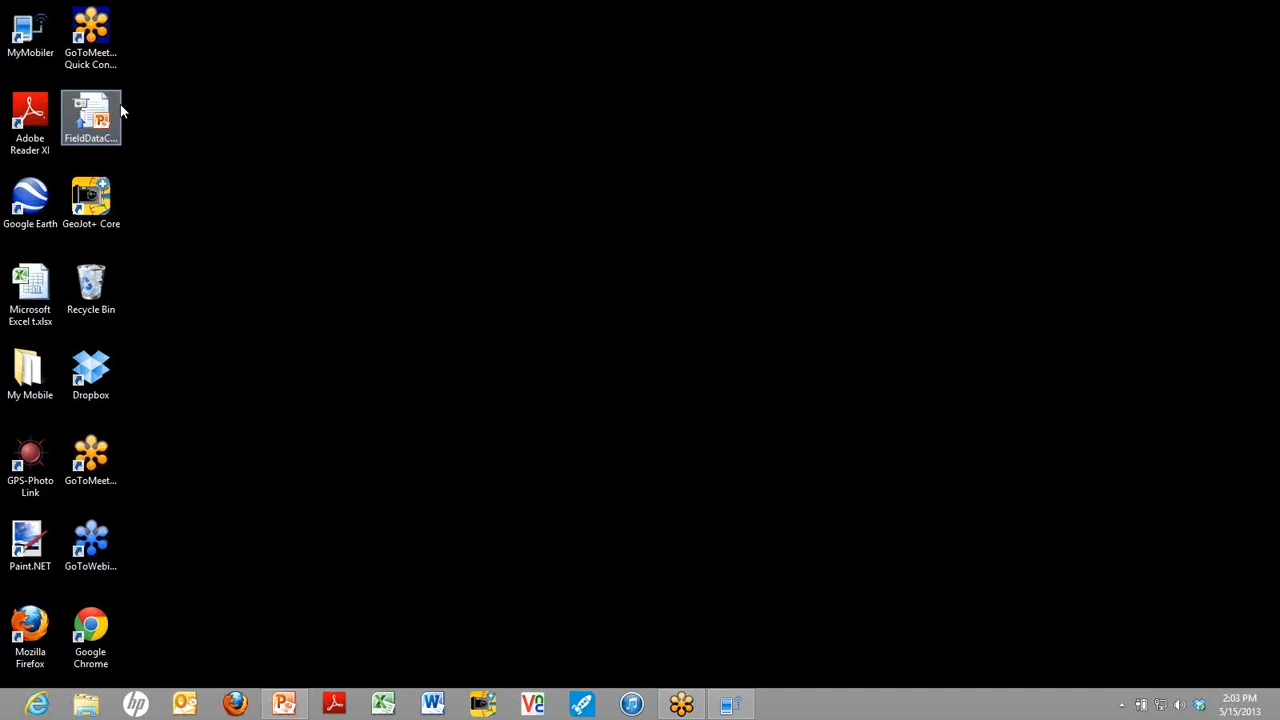 MyMobiler
GoToMeet...
Quick Con...
Adobe
Reader XI
FieldDataC...
Google Earth
GeoJot+ Core
Microsoft
Excel t.xlsx
Recycle Bin
My Mobile
Dropbox
GPS-Photo
Link
GoToMeet...
Paint.NET
GoToWebi...
Mozilla
Firefox
Google
Chrome
2:03 PM
5/15/2013